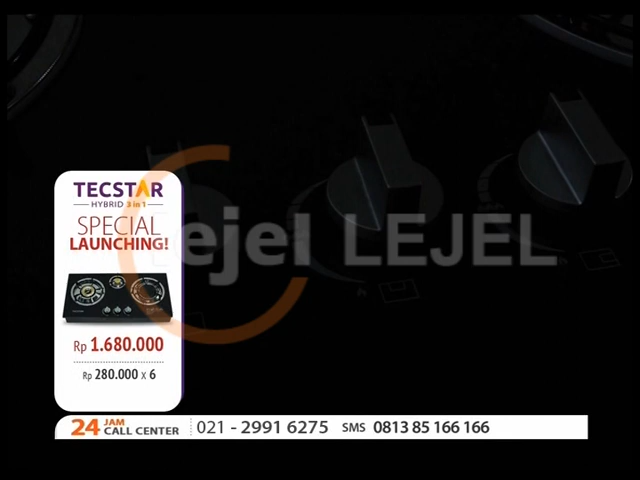 TECSTAR
HYBRID 3 in 1
SPECIAL
LAUNCHING!
Rp 1.680.000
Rp 280.000 X 6
lejel LEJEL
24 JAM CALL CENTER 021 - 2991 6275 SMS 0813 85 166 166